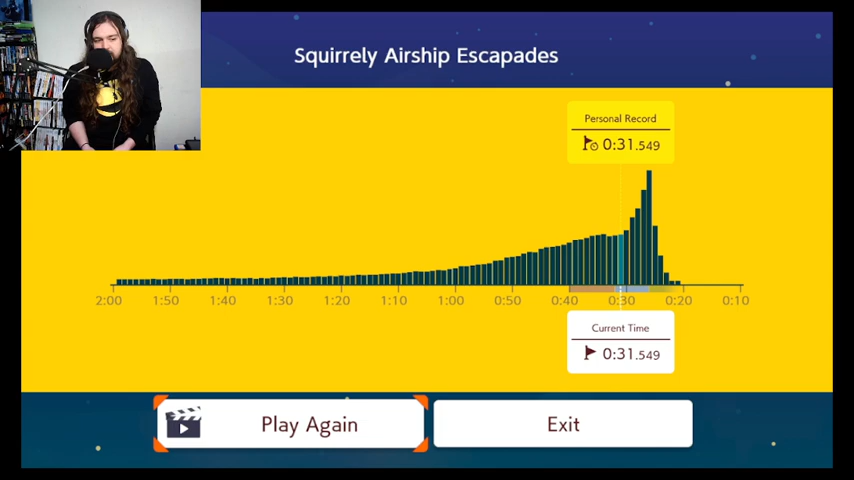 Squirrely Airship Escapades
Personal Record
0:31.549
2:00 1:50 1:40 1:30 1:20 1:10 1:00 0:50 0:40 0:30 0:20 0:10
Current Time
0:31.549
Play Again
Exit